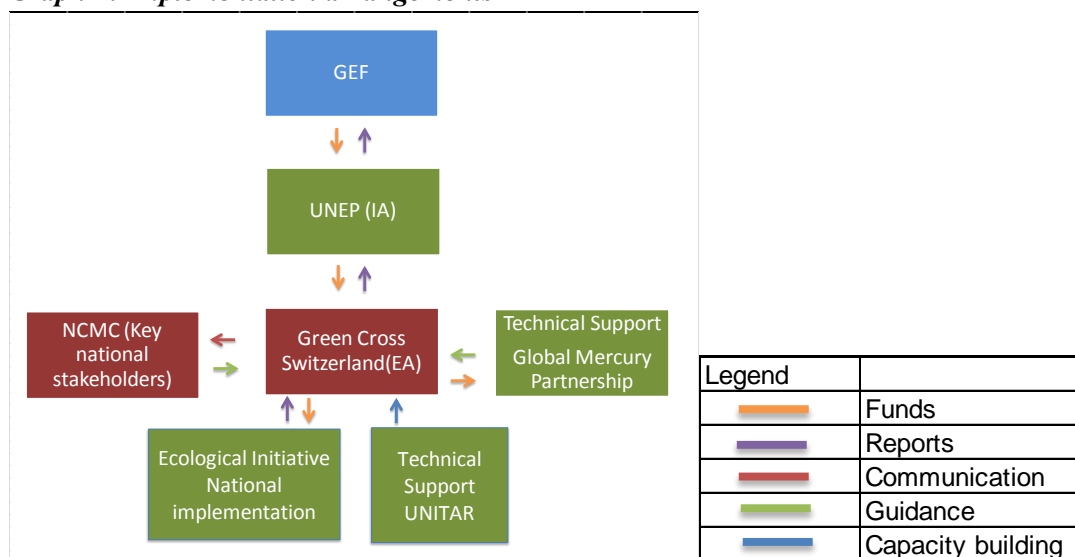 GEF
UNEP (IA)
NCMC (Key
national
stakeholders)
Green Cross
Switzerland(EA)
Technical Support
Global Mercury
Partnership
Ecological Initiative
National
implementation
Technical
Support
UNITAR
Legend
Funds
Reports
Communication
Guidance
Capacity building